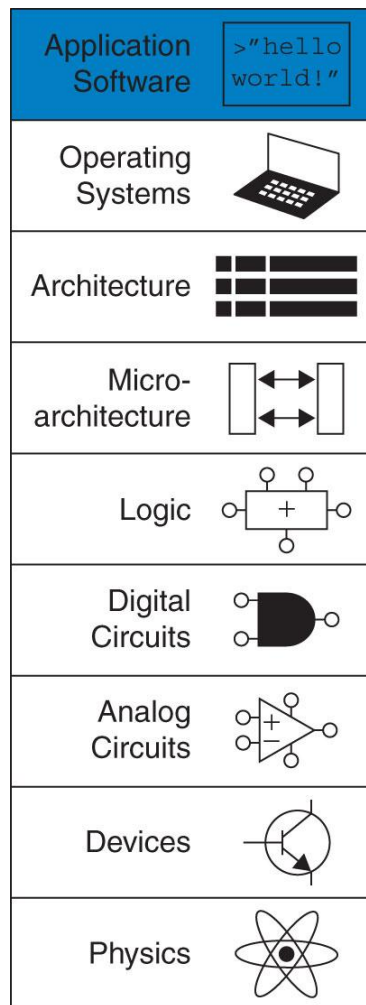 Application
Software
>"hello
world!"
Operating
Systems
Architecture
Micro-
architecture
Logic
+
Digital
Circuits
Analog
Circuits
+
−
Devices
Physics